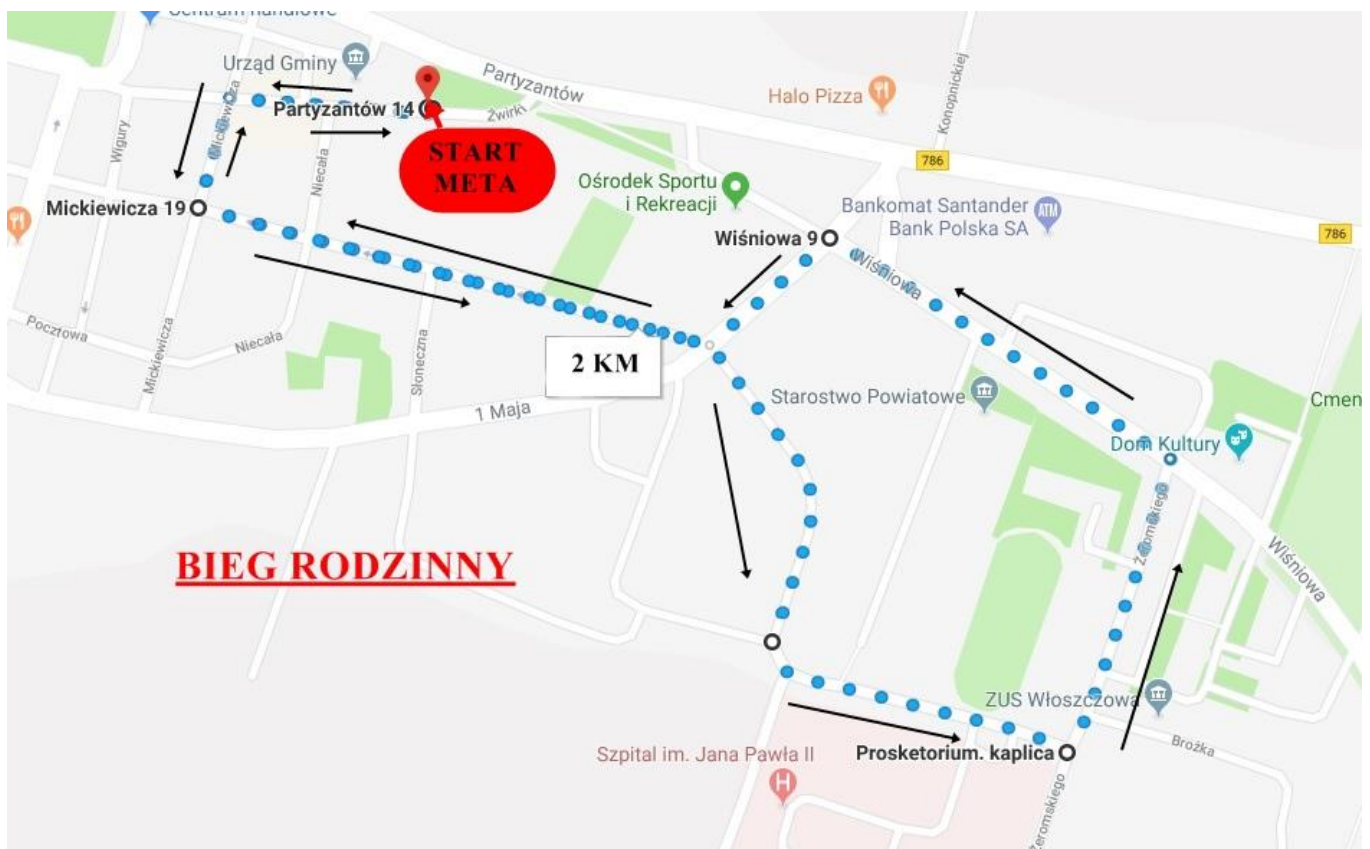 Centrum handlowe
Urząd Gminy
Partyzantów
Halo Pizza
Konopnickiej
Mickiewicza
Partyzantów 14
Żwirki
786
START
META
Wigury
Niecała
Ośrodek Sportu
i Rekreacji
Bankomat Santander
Bank Polska SA
ATM
786
Mickiewicza 19
Wiśniowa 9
Wiśniowa
Pocztowa
Niecała
Mickiewicza
Słoneczna
2 KM
1 Maja
Starostwo Powiatowe
Cmen
Dom Kultury
Żeromskiego
BIEG RODZINNY
Wiśniowa
ZUS Włoszczowa
Brożka
Szpital im. Jana Pawła II
H
Prosketorium. kaplica
Żeromskiego